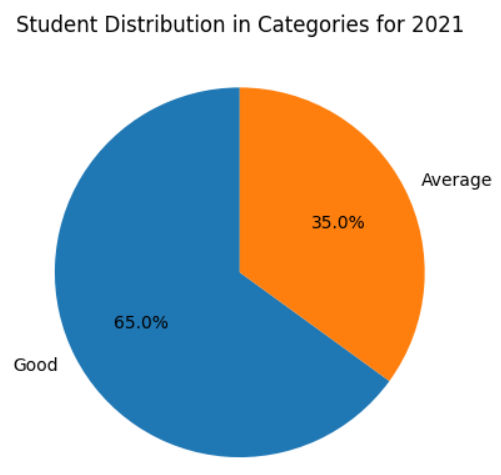 Student Distribution in Categories for 2021
Average
35.0%
65.0%
Good